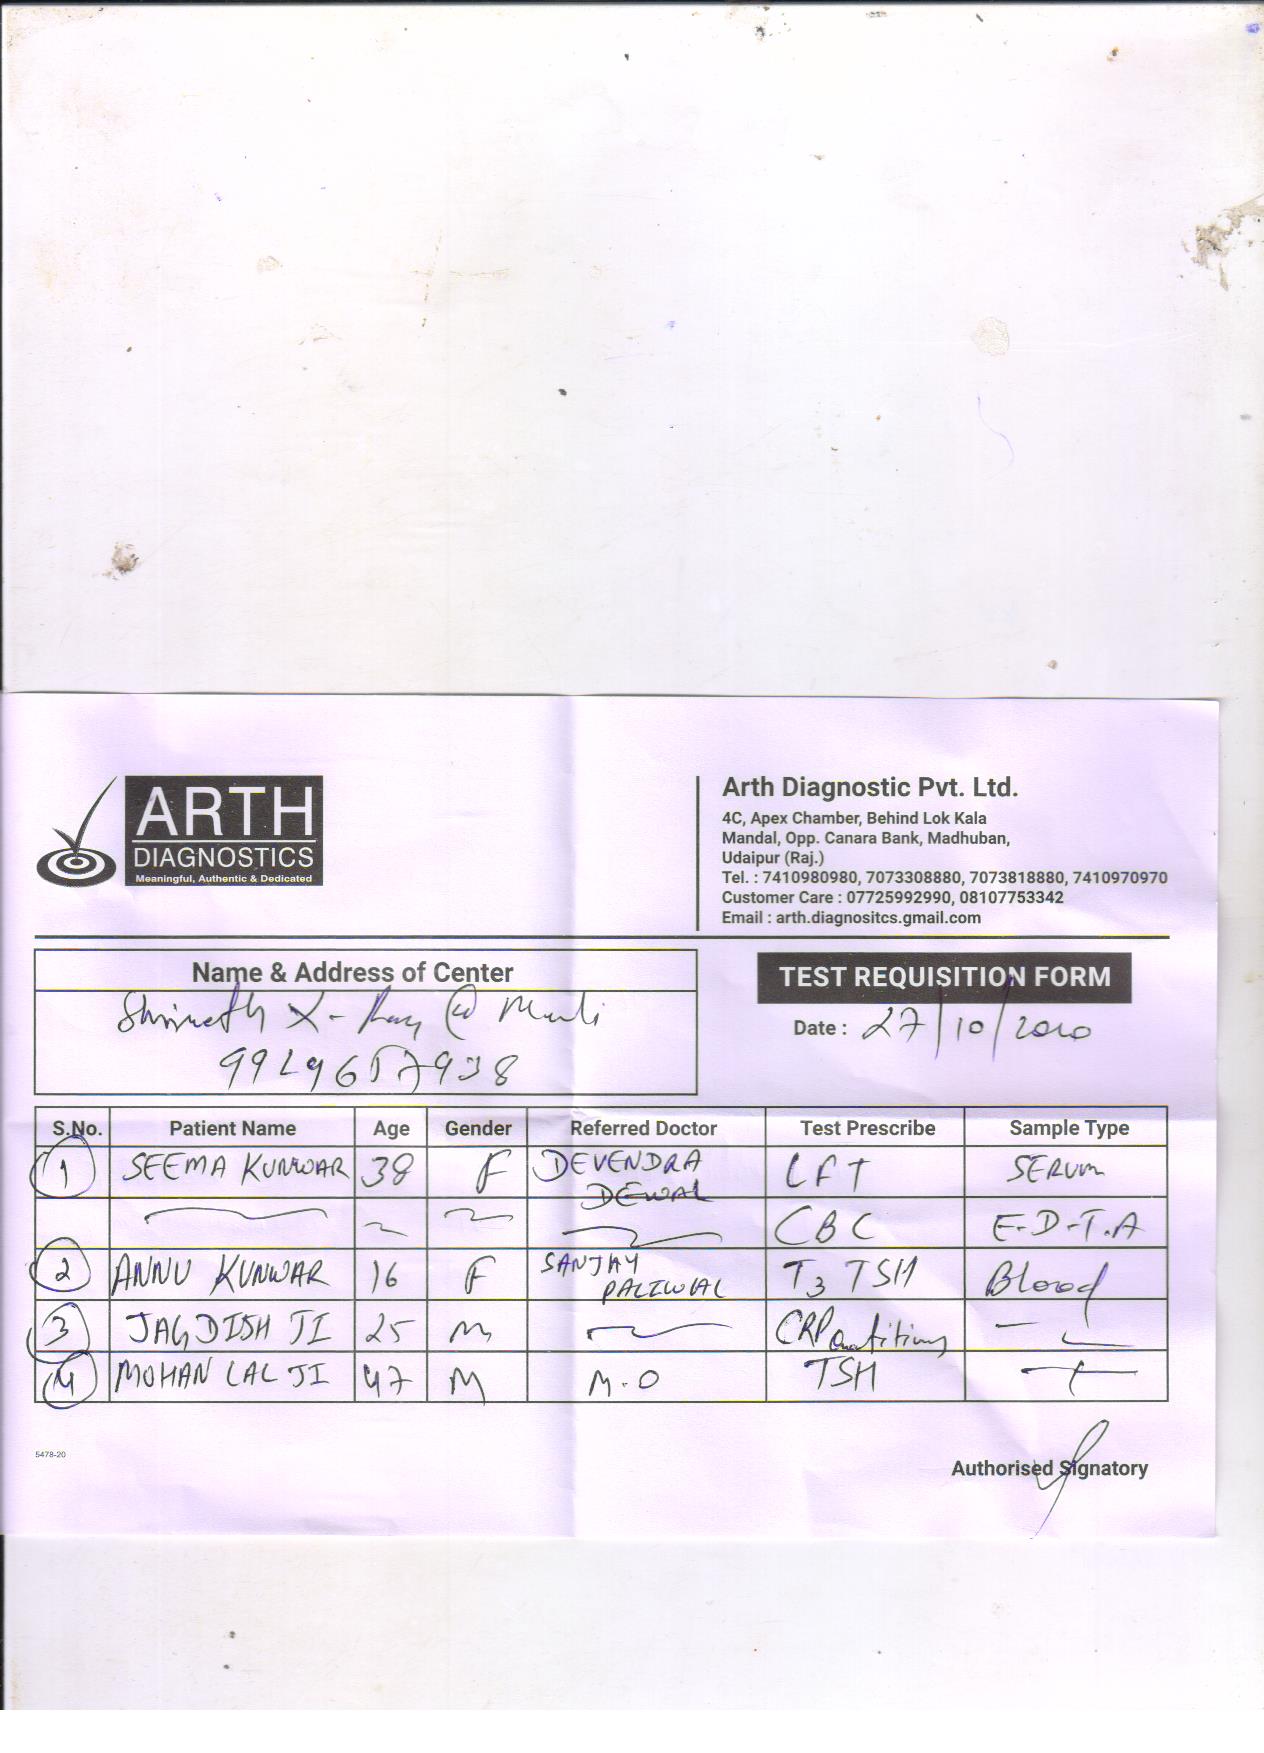 ARTH
DIAGNOSTICS
Meaningful, Authentic & Dedicated
Arth Diagnostic Pvt. Ltd.
4C, Apex Chamber, Behind Lok Kala
Mandal, Opp. Canara Bank, Madhuban,
Udaipur (Raj.)
Tel. : 7410980980, 7073308880, 7073818880, 7410970970
Customer Care : 07725992990, 08107753342
Email : arth.diagnositcs.gmail.com
Name & Address of Center
X-Ray @
9929657938
TEST REQUISITION FORM
Date : 27/10/2020
S.No. Patient Name Age Gender Referred Doctor Test Prescribe Sample Type
1 SEEMA KUNWAR 38 F DEVENDRA DEWAL LFT SERUM
CBC E-D-T.A
2 ANNU KUNWAR 16 F SANJAY PALIWAL T3 TSH Blood
3 JAGDISH JI 25 M CRP
4 MOHAN LAL JI 47 M M.O TSH
5478-20
Authorised Signatory